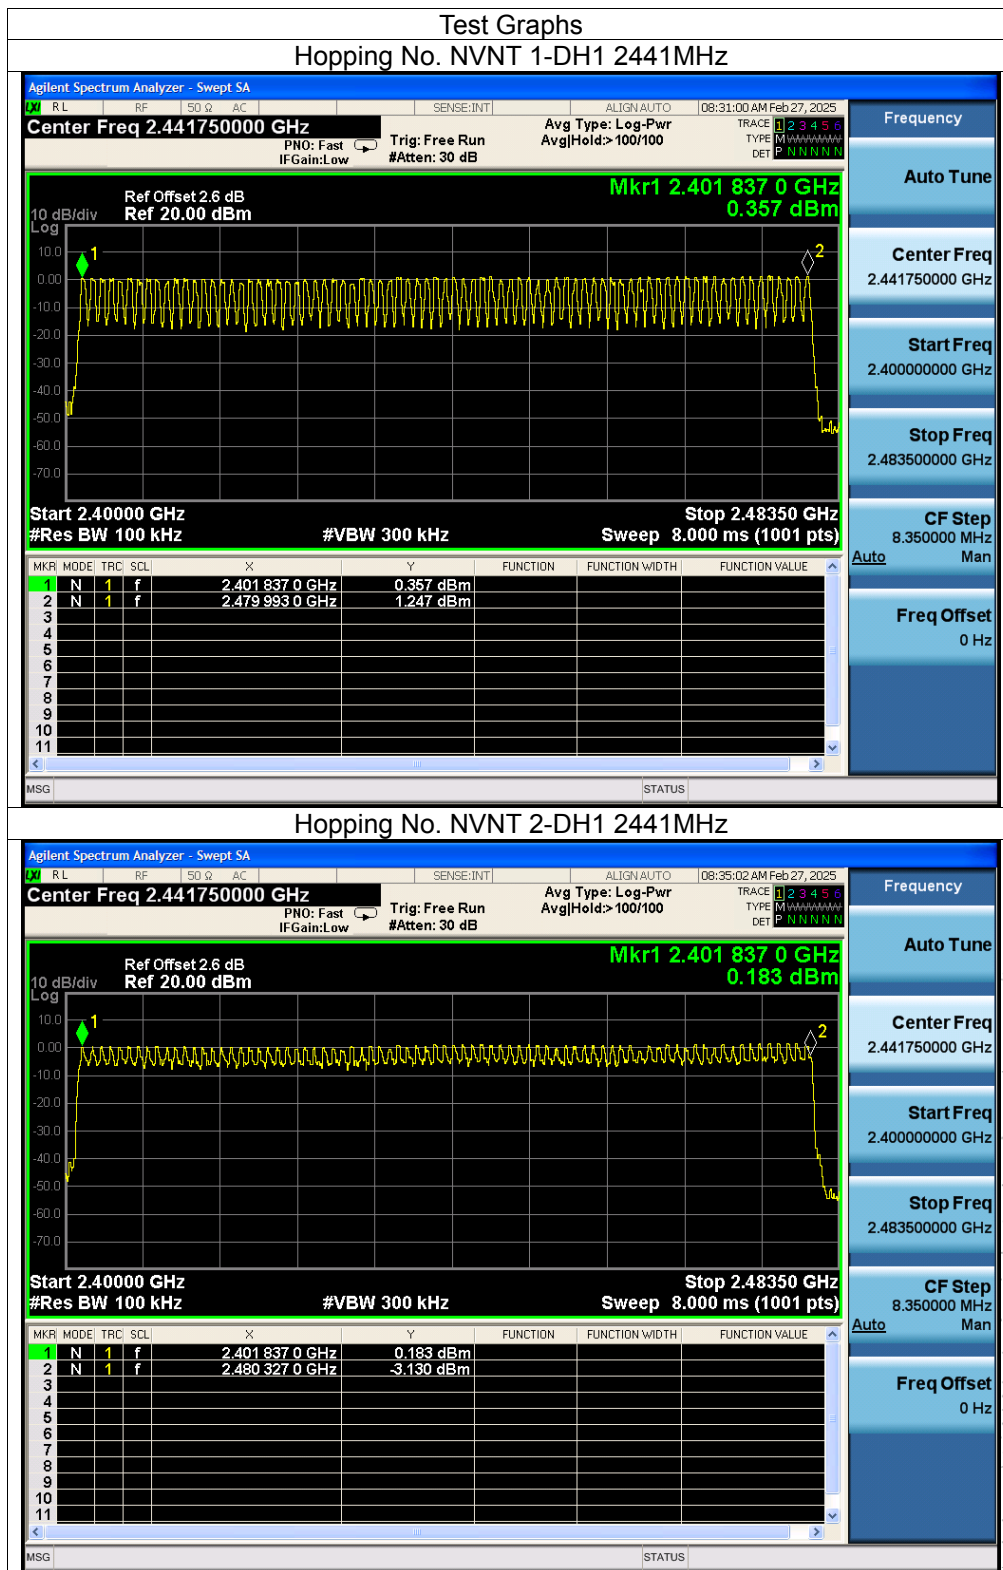 Test Graphs
Hopping No. NVNT 1-DH1 2441MHz
Agilent Spectrum Analyzer - Swept SA
LXI RL RF 50 Ω AC SENSE:INT ALIGN AUTO 08:31:00 AM Feb 27, 2025
Center Freq 2.441750000 GHz
PNO: Fast
IFGain:Low
Trig: Free Run
#Atten: 30 dB
Avg Type: Log-Pwr
Avg|Hold:>100/100
TRACE 1 2 3 4 5 6
TYPE M W W W W W
DET P N N N N N
Frequency
Auto Tune
Center Freq
2.441750000 GHz
Start Freq
2.400000000 GHz
Stop Freq
2.483500000 GHz
CF Step
8.350000 MHz
Auto Man
Freq Offset
0 Hz
Mkr1 2.401 837 0 GHz
0.357 dBm
Ref Offset 2.6 dB
10 dB/div Ref 20.00 dBm
Log
10.0
0.00
-10.0
-20.0
-30.0
-40.0
-50.0
-60.0
-70.0
1
2
Start 2.40000 GHz Stop 2.48350 GHz
#Res BW 100 kHz #VBW 300 kHz Sweep 8.000 ms (1001 pts)
MKR MODE TRC SCL X Y FUNCTION FUNCTION WIDTH FUNCTION VALUE
1 N 1 f 2.401 837 0 GHz 0.357 dBm
2 N 1 f 2.479 993 0 GHz 1.247 dBm
3
4
5
6
7
8
9
10
11
MSG STATUS
Hopping No. NVNT 2-DH1 2441MHz
Agilent Spectrum Analyzer - Swept SA
LXI RL RF 50 Ω AC SENSE:INT ALIGN AUTO 08:35:02 AM Feb 27, 2025
Center Freq 2.441750000 GHz
PNO: Fast
IFGain:Low
Trig: Free Run
#Atten: 30 dB
Avg Type: Log-Pwr
Avg|Hold:>100/100
TRACE 1 2 3 4 5 6
TYPE M W W W W W
DET P N N N N N
Frequency
Auto Tune
Center Freq
2.441750000 GHz
Start Freq
2.400000000 GHz
Stop Freq
2.483500000 GHz
CF Step
8.350000 MHz
Auto Man
Freq Offset
0 Hz
Mkr1 2.401 837 0 GHz
0.183 dBm
Ref Offset 2.6 dB
10 dB/div Ref 20.00 dBm
Log
10.0
0.00
-10.0
-20.0
-30.0
-40.0
-50.0
-60.0
-70.0
1
2
Start 2.40000 GHz Stop 2.48350 GHz
#Res BW 100 kHz #VBW 300 kHz Sweep 8.000 ms (1001 pts)
MKR MODE TRC SCL X Y FUNCTION FUNCTION WIDTH FUNCTION VALUE
1 N 1 f 2.401 837 0 GHz 0.183 dBm
2 N 1 f 2.480 327 0 GHz -3.130 dBm
3
4
5
6
7
8
9
10
11
MSG STATUS